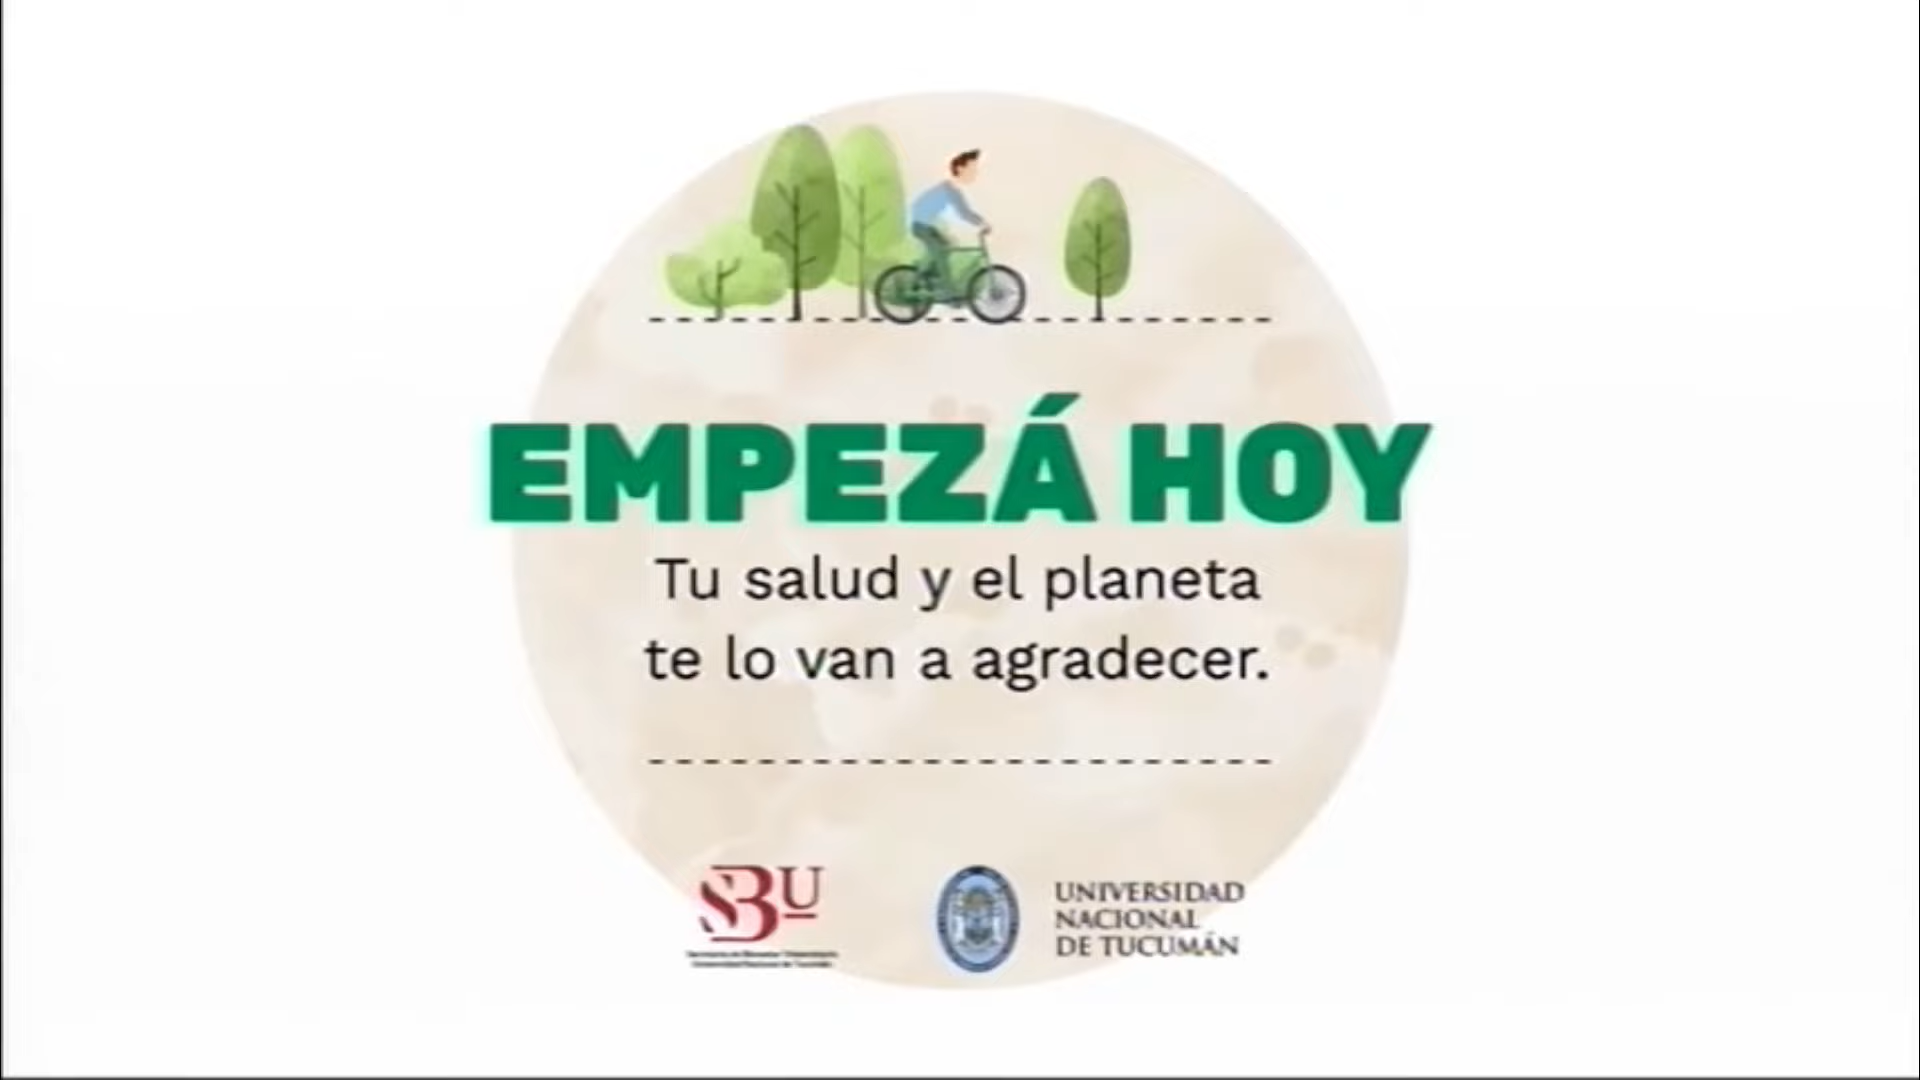 EMPEZÁ HOY
Tu salud y el planeta
te lo van a agradecer.
SBU
UNIVERSIDAD
NACIONAL
DE TUCUMÁN